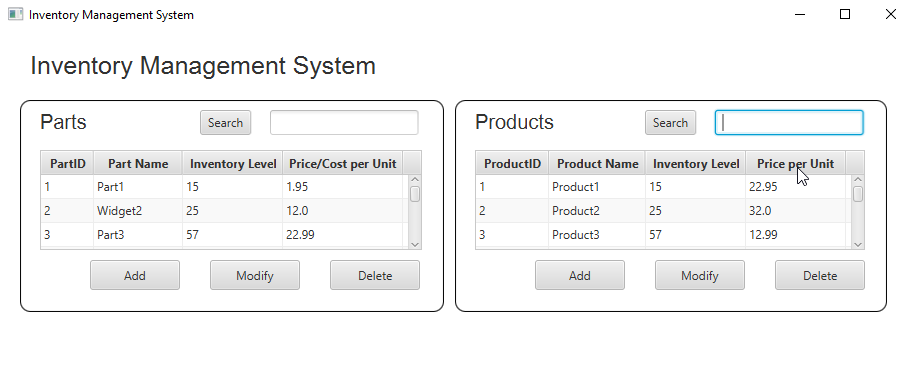 Inventory Management System
Inventory Management System
Parts
Search
PartID Part Name Inventory Level Price/Cost per Unit
1 Part1 15 1.95
2 Widget2 25 12.0
3 Part3 57 22.99
Add Modify Delete
Products
Search
ProductID Product Name Inventory Level Price per Unit
1 Product1 15 22.95
2 Product2 25 32.0
3 Product3 57 12.99
Add Modify Delete